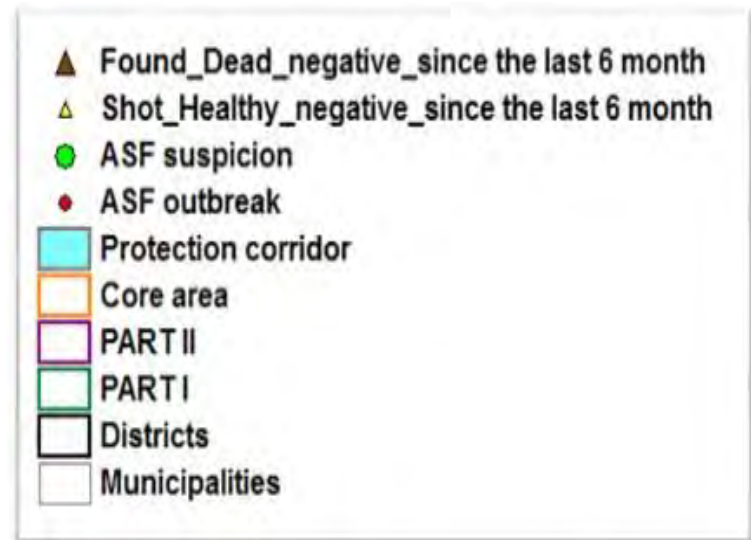 Found_Dead_negative_since the last 6 month
Shot_Healthy_negative_since the last 6 month
ASF suspicion
ASF outbreak
Protection corridor
Core area
PART II
PART I
Districts
Municipalities